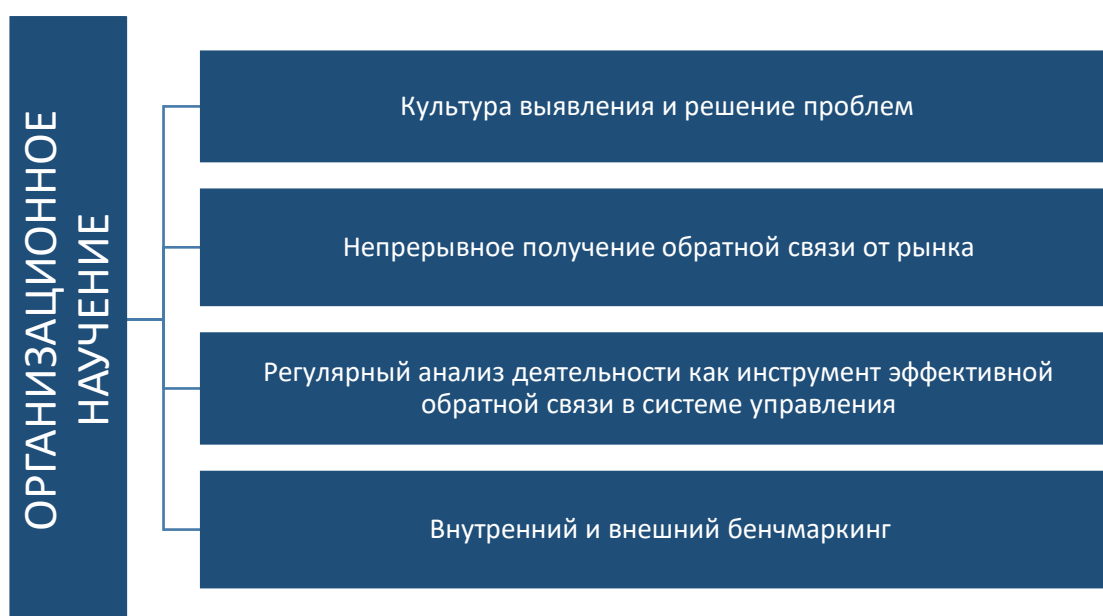 ОРГАНИЗАЦИОННОЕ
НАУЧЕНИЕ
Культура выявления и решение проблем
Непрерывное получение обратной связи от рынка
Регулярный анализ деятельности как инструмент эффективной
обратной связи в системе управления
Внутренний и внешний бенчмаркинг